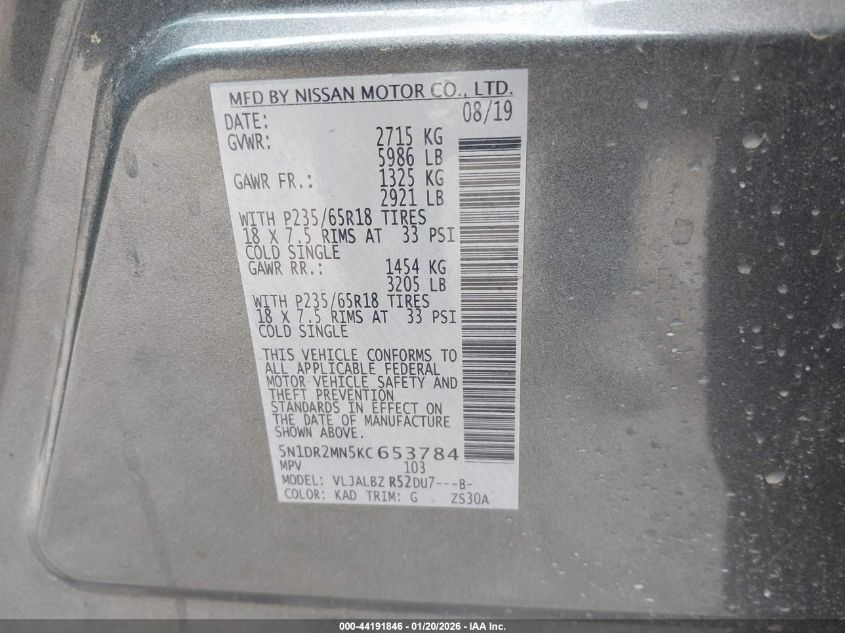 MFD BY NISSAN MOTOR CO., LTD.
DATE: 08/19
GVWR: 2715 KG
5986 LB
GAWR FR.: 1325 KG
2921 LB
WITH P235/65R18 TIRES
18 X 7.5 RIMS AT 33 PSI
COLD SINGLE
GAWR RR.: 1454 KG
3205 LB
WITH P235/65R18 TIRES
18 X 7.5 RIMS AT 33 PSI
COLD SINGLE
THIS VEHICLE CONFORMS TO
ALL APPLICABLE FEDERAL
MOTOR VEHICLE SAFETY AND
THEFT PREVENTION
STANDARDS IN EFFECT ON
THE DATE OF MANUFACTURE
SHOWN ABOVE.
5N1DR2MN5KC653784
MPV 103
MODEL: VLJALBZ R52DU7---B-
COLOR: KAD TRIM: G ZS30A
000-44191846 — 01/20/2026 - IAA Inc.